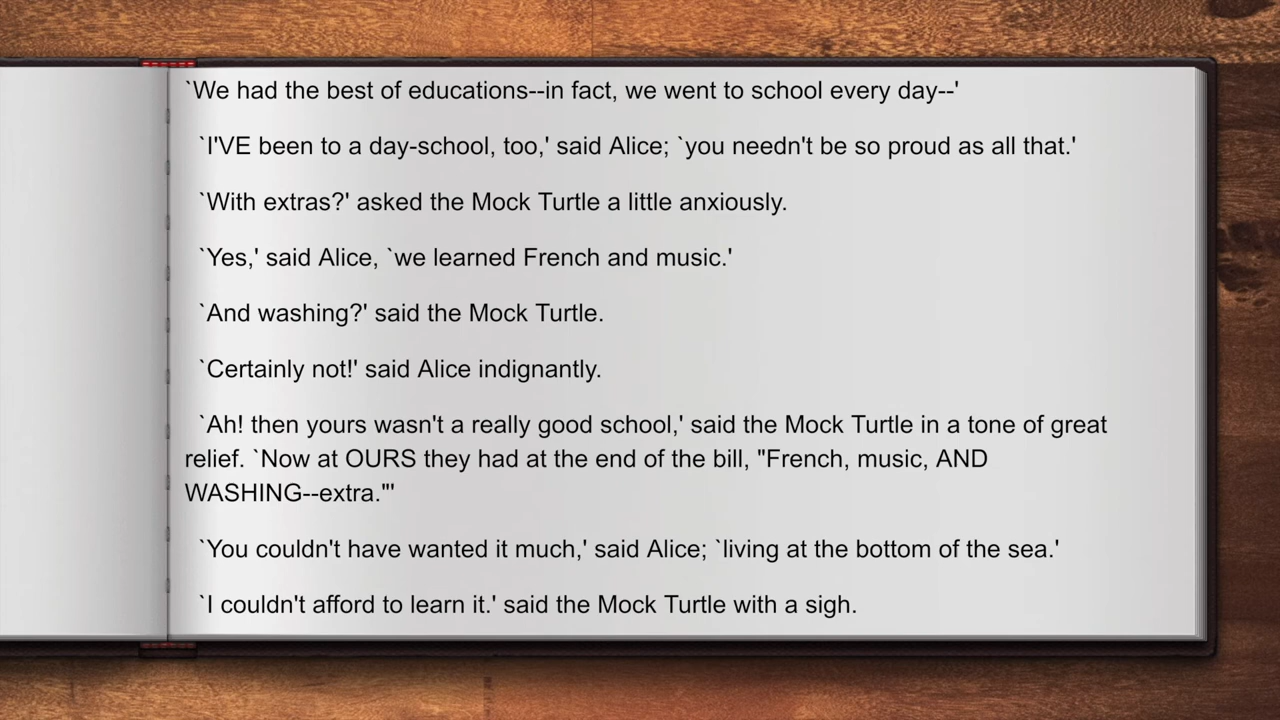 `We had the best of educations--in fact, we went to school every day--'
`I'VE been to a day-school, too,' said Alice; `you needn't be so proud as all that.'
`With extras?' asked the Mock Turtle a little anxiously.
`Yes,' said Alice, `we learned French and music.'
`And washing?' said the Mock Turtle.
`Certainly not!' said Alice indignantly.
`Ah! then yours wasn't a really good school,' said the Mock Turtle in a tone of great
relief. `Now at OURS they had at the end of the bill, "French, music, AND
WASHING--extra."'
`You couldn't have wanted it much,' said Alice; `living at the bottom of the sea.'
`I couldn't afford to learn it.' said the Mock Turtle with a sigh.